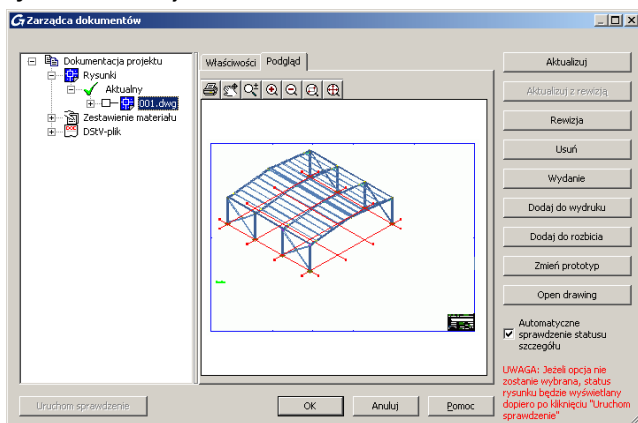 Zarządca dokumentów
Dokumentacja projektu
Rysunki
Aktualny
001.dwg
Zestawienie materiału
DStV-plik
Właściwości
Podgląd
Aktualizuj
Aktualizuj z rewizją
Rewizja
Usuń
Wydanie
Dodaj do wydruku
Dodaj do rozbicia
Zmień prototyp
Open drawing
Automatyczne
sprawdzenie statusu
szczegółu
UWAGA: Jeżeli opcja nie
zostanie wybrana, status
rysunku będzie wyświetlany
dopiero po kliknięciu "Uruchom
sprawdzenie"
Uruchom sprawdzenie
OK
Anuluj
Pomoc